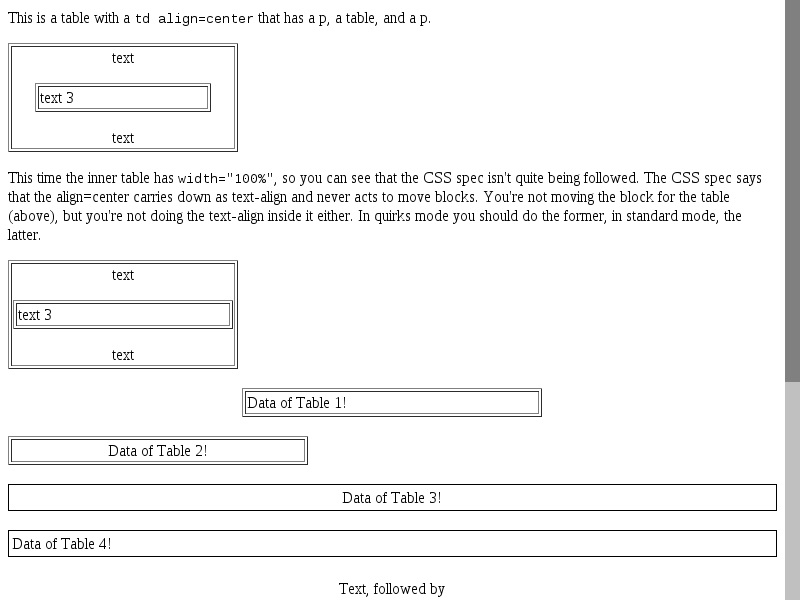 This is a table with a td align=center that has a p, a table, and a p.
text
text 3
text
This time the inner table has width="100%", so you can see that the CSS spec isn't quite being followed. The CSS spec says
that the align=center carries down as text-align and never acts to move blocks. You're not moving the block for the table
(above), but you're not doing the text-align inside it either. In quirks mode you should do the former, in standard mode, the
latter.
text
text 3
text
Data of Table 1!
Data of Table 2!
Data of Table 3!
Data of Table 4!
Text, followed by